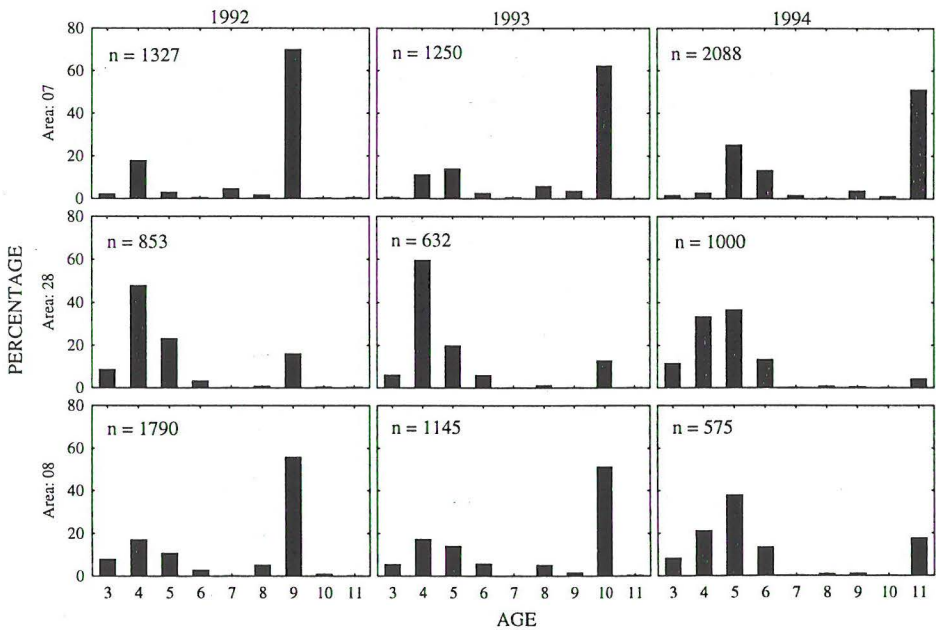 1992 1993 1994
80 n = 1327 n = 1250 n = 2088
60
40
20
0
Area: 07
80 n = 853 n = 632 n = 1000
60
40
20
0
Area: 28
PERCENTAGE
80 n = 1790 n = 1145 n = 575
60
40
20
0
Area: 08
3 4 5 6 7 8 9 10 11 3 4 5 6 7 8 9 10 11 3 4 5 6 7 8 9 10 11
AGE